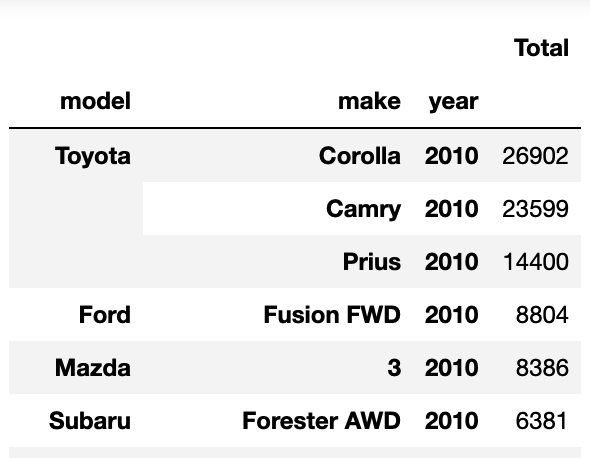 Total
model make year
Toyota Corolla 2010 26902
Camry 2010 23599
Prius 2010 14400
Ford Fusion FWD 2010 8804
Mazda 3 2010 8386
Subaru Forester AWD 2010 6381